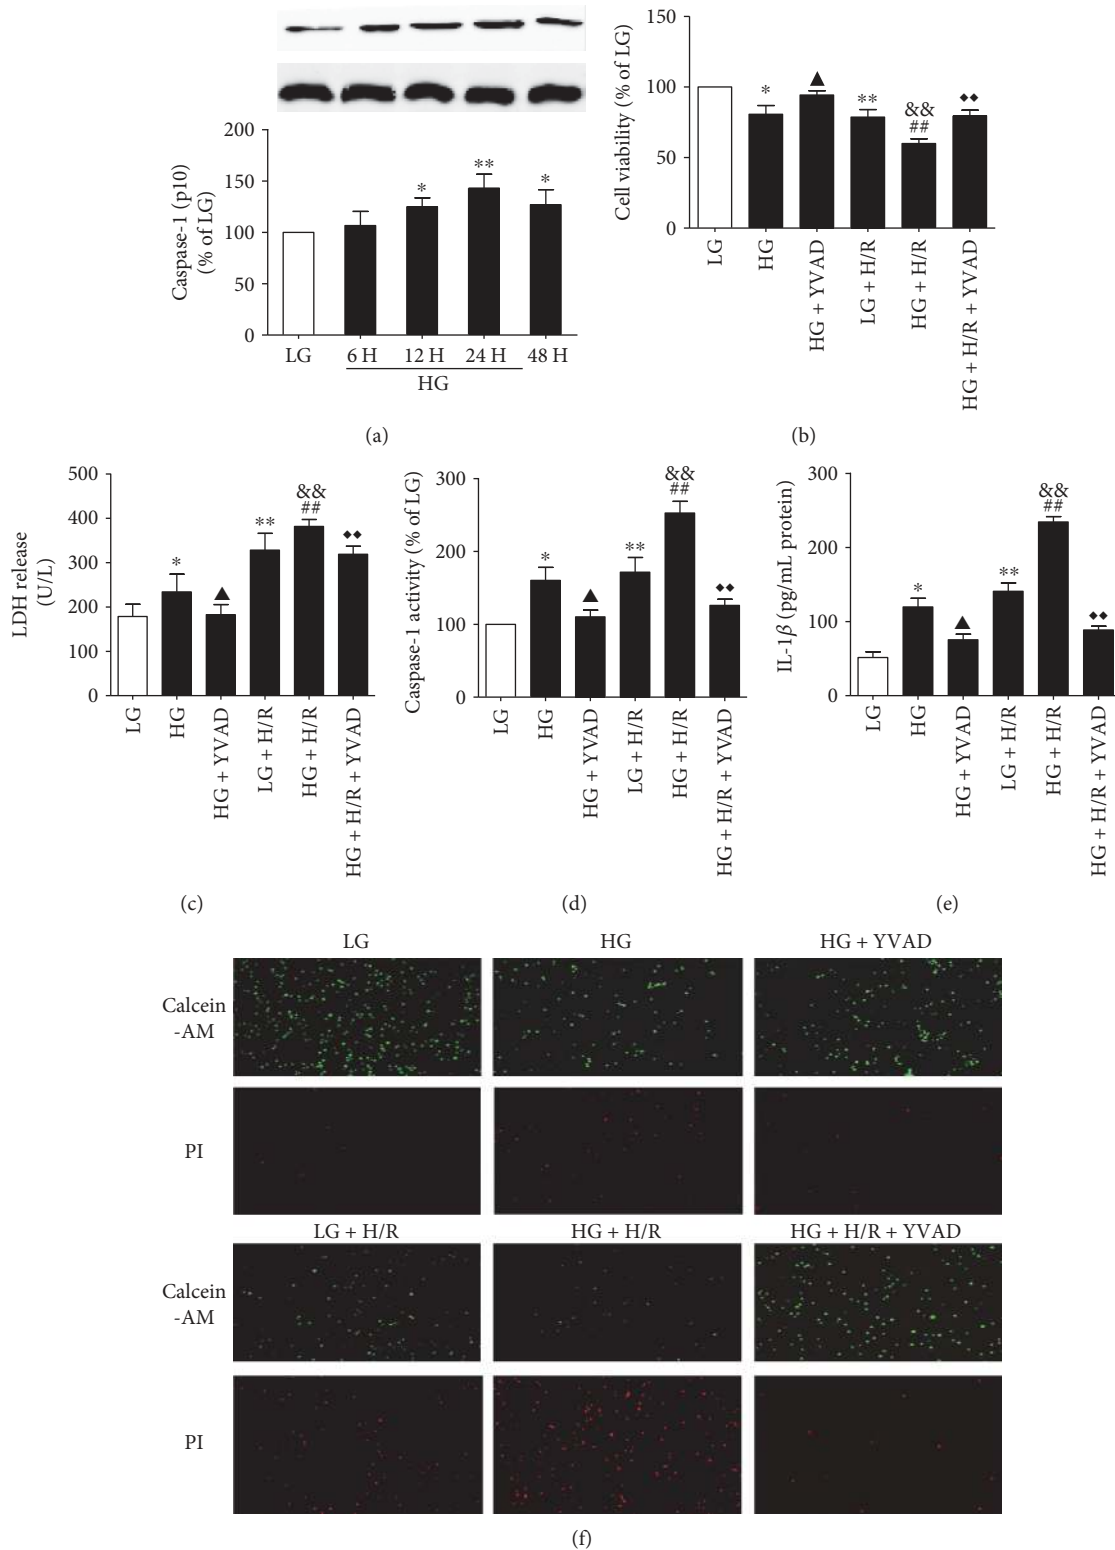 200
150
100
50
0
Caspase-1 (p10)
(% of LG)
** 
* * 
LG 6 H 12 H 24 H 48 H
HG
(a)
150
100
50
0
Cell viability (% of LG)
* ▲ ** && ## ◆◆
LG
HG
HG + YVAD
LG + H/R
HG + H/R
HG + H/R + YVAD
(b)
500
400
300
200
100
0
LDH release
(U/L)
* ▲ ** && ## ◆◆
LG
HG
HG + YVAD
LG + H/R
HG + H/R
HG + H/R + YVAD
(c)
300
200
100
0
Caspase-1 activity (% of LG)
* ▲ ** && ## ◆◆
LG
HG
HG + YVAD
LG + H/R
HG + H/R
HG + H/R + YVAD
(d)
300
200
100
0
IL-1β (pg/mL protein)
* ▲ ** && ## ◆◆
LG
HG
HG + YVAD
LG + H/R
HG + H/R
HG + H/R + YVAD
(e)
LG HG HG + YVAD
Calcein
-AM
PI
LG + H/R HG + H/R HG + H/R + YVAD
Calcein
-AM
PI
(f)